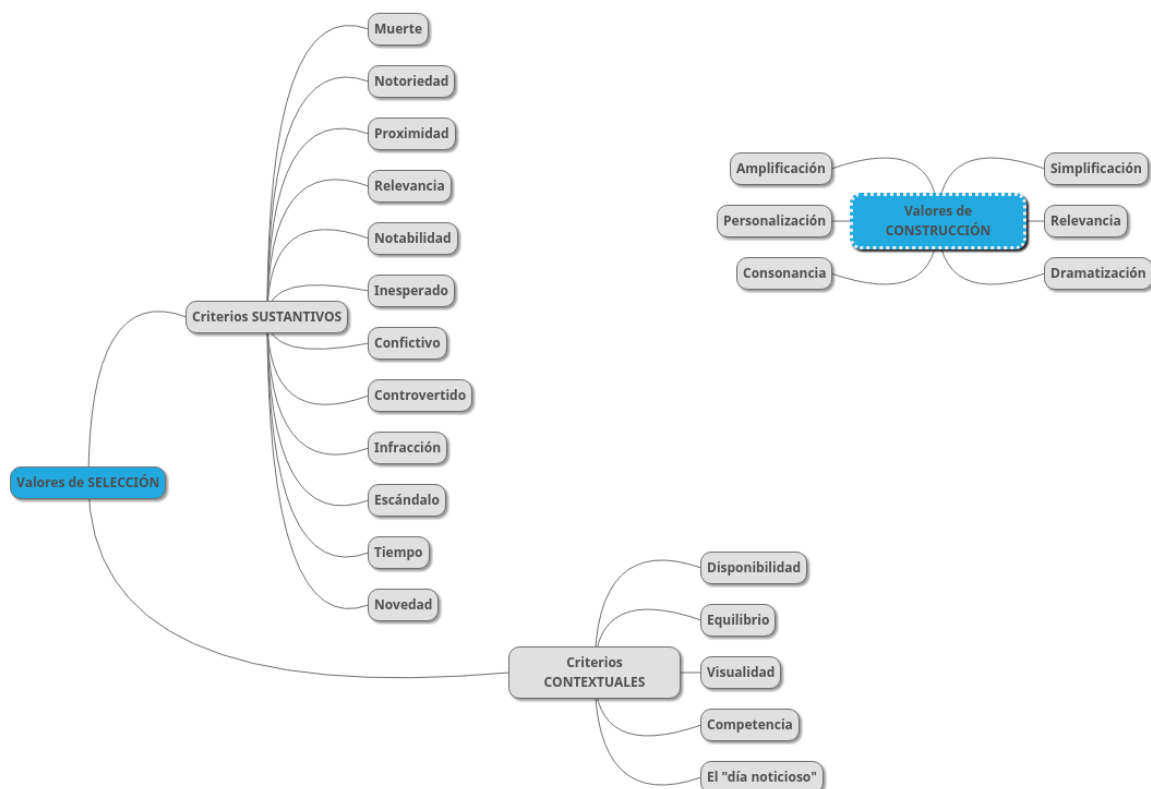 Muerte
Notoriedad
Proximidad
Relevancia
Notabilidad
Inesperado
Criterios SUSTANTIVOS
Confictivo
Controvertido
Infracción
Escándalo
Tiempo
Novedad
Valores de SELECCIÓN
Disponibilidad
Equilibrio
Criterios
CONTEXTUALES
Visualidad
Competencia
El "día noticioso"
Amplificación
Personalización
Consonancia
Valores de
CONSTRUCCIÓN
Simplificación
Relevancia
Dramatización